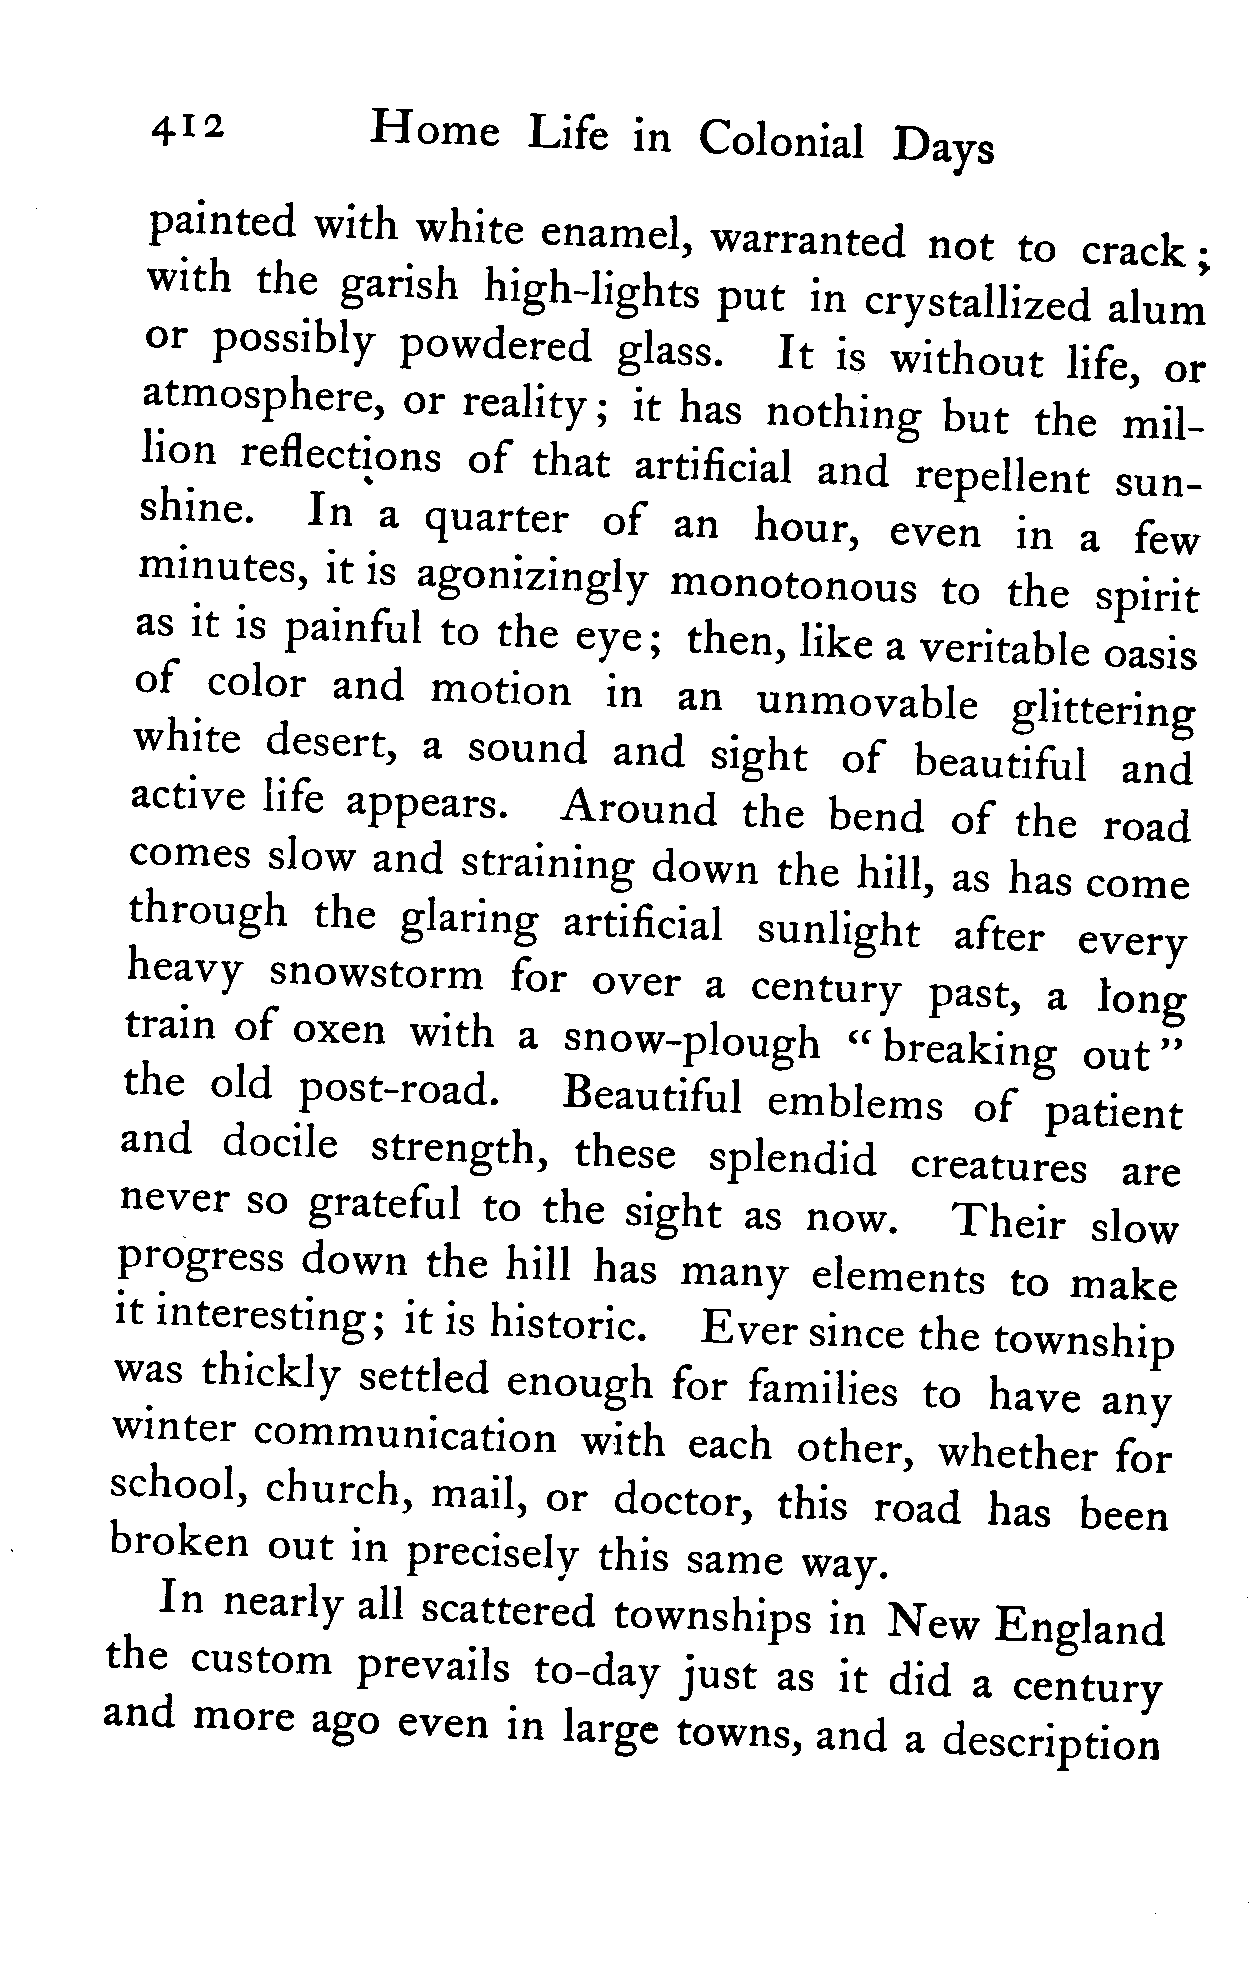 412 Home Life in Colonial Days
painted with white enamel, warranted not to crack;
with the garish high-lights put in crystallized alum
or possibly powdered glass. It is without life, or
atmosphere, or reality; it has nothing but the mil-
lion reflections of that artificial and repellent sun-
shine. In a quarter of an hour, even in a few
minutes, it is agonizingly monotonous to the spirit
as it is painful to the eye; then, like a veritable oasis
of color and motion in an unmovable glittering
white desert, a sound and sight of beautiful and
active life appears. Around the bend of the road
comes slow and straining down the hill, as has come
through the glaring artificial sunlight after every
heavy snowstorm for over a century past, a long
train of oxen with a snow-plough "breaking out"
the old post-road. Beautiful emblems of patient
and docile strength, these splendid creatures are
never so grateful to the sight as now. Their slow
progress down the hill has many elements to make
it interesting; it is historic. Ever since the township
was thickly settled enough for families to have any
winter communication with each other, whether for
school, church, mail, or doctor, this road has been
broken out in precisely this same way.
In nearly all scattered townships in New England
the custom prevails to-day just as it did a century
and more ago even in large towns, and a description